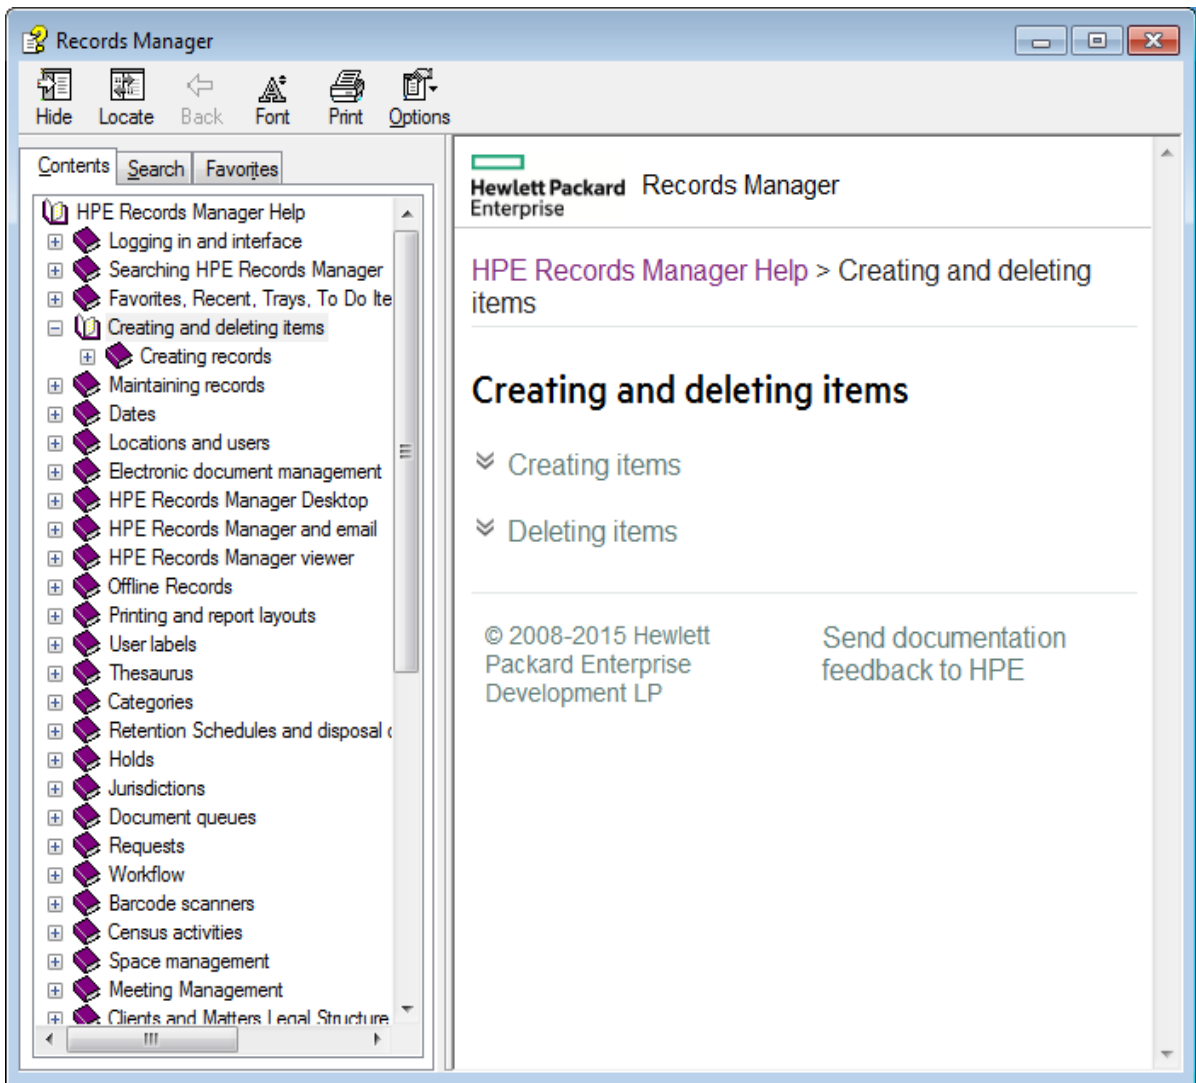 Records Manager
Hide Locate Back Font Print Options
Contents Search Favorites
HPE Records Manager Help
Logging in and interface
Searching HPE Records Manager
Favorites, Recent, Trays, To Do Ite
Creating and deleting items
Creating records
Maintaining records
Dates
Locations and users
Electronic document management
HPE Records Manager Desktop
HPE Records Manager and email
HPE Records Manager viewer
Offline Records
Printing and report layouts
User labels
Thesaurus
Categories
Retention Schedules and disposal
Holds
Jurisdictions
Document queues
Requests
Workflow
Barcode scanners
Census activities
Space management
Meeting Management
Clients and Matters Legal Structure
Hewlett Packard
Enterprise
Records Manager
HPE Records Manager Help > Creating and deleting
items
Creating and deleting items
Creating items
Deleting items
© 2008-2015 Hewlett
Packard Enterprise
Development LP
Send documentation
feedback to HPE